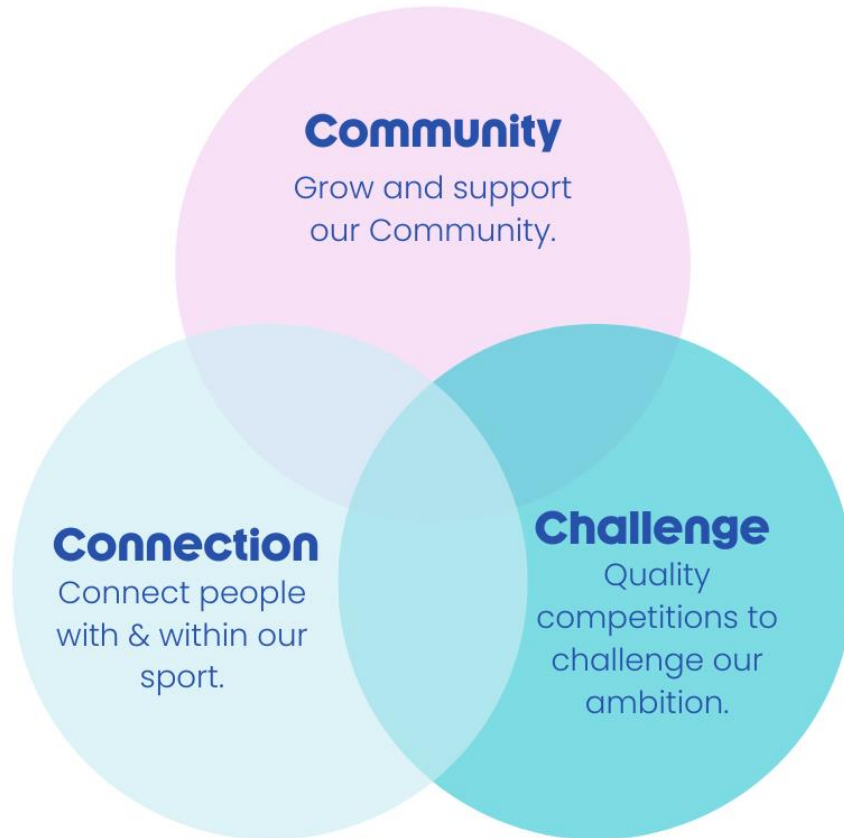 Community
Grow and support
our Community.
Connection
Connect people
with & within our
sport.
Challenge
Quality
competitions to
challenge our
ambition.